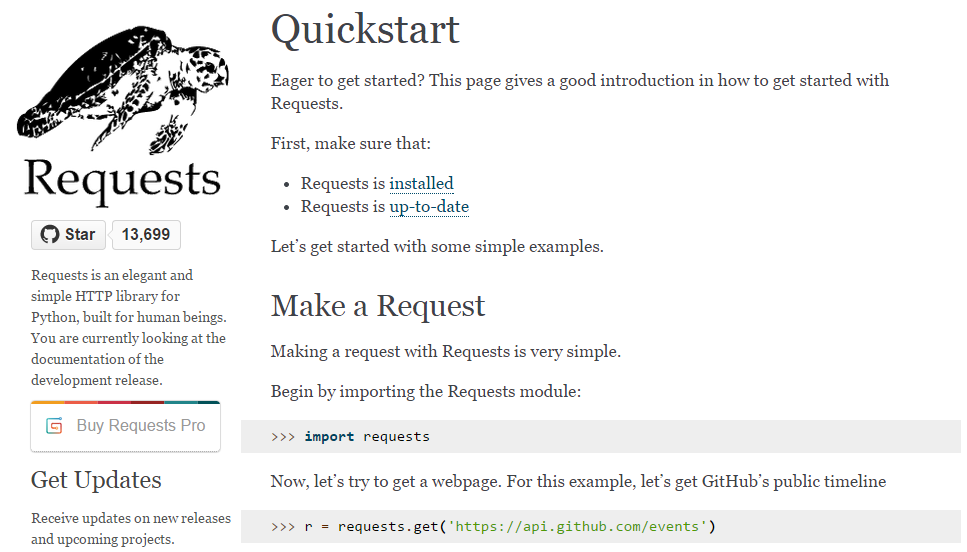 Requests
Star 13,699
Requests is an elegant and
simple HTTP library for
Python, built for human beings.
You are currently looking at the
documentation of the
development release.
Buy Requests Pro
Get Updates
Receive updates on new releases
and upcoming projects.
Quickstart
Eager to get started? This page gives a good introduction in how to get started with
Requests.
First, make sure that:
• Requests is installed
• Requests is up-to-date
Let’s get started with some simple examples.
Make a Request
Making a request with Requests is very simple.
Begin by importing the Requests module:
>>> import requests
Now, let’s try to get a webpage. For this example, let’s get GitHub’s public timeline
>>> r = requests.get('https://api.github.com/events')